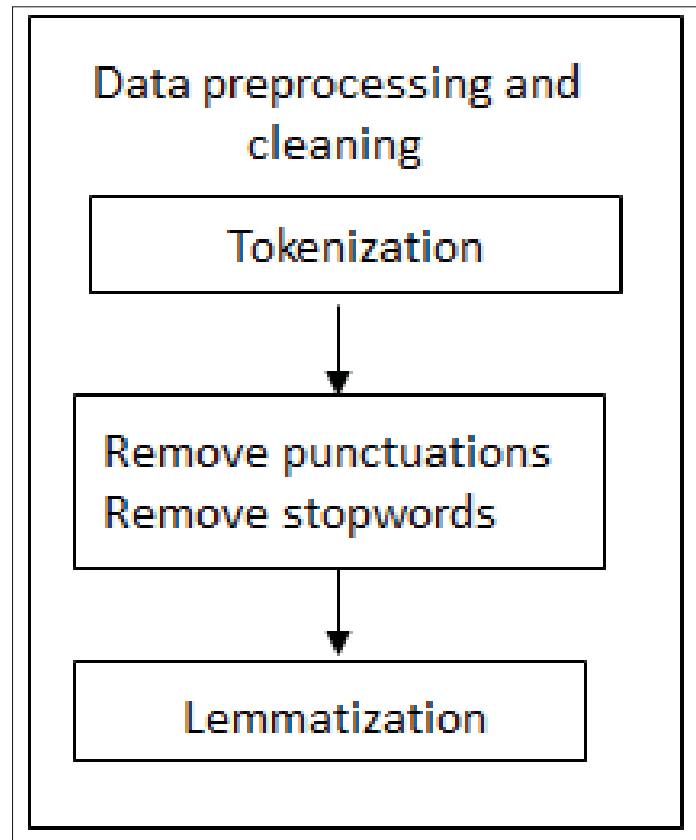 Data preprocessing and
cleaning
Tokenization
Remove punctuations
Remove stopwords
Lemmatization